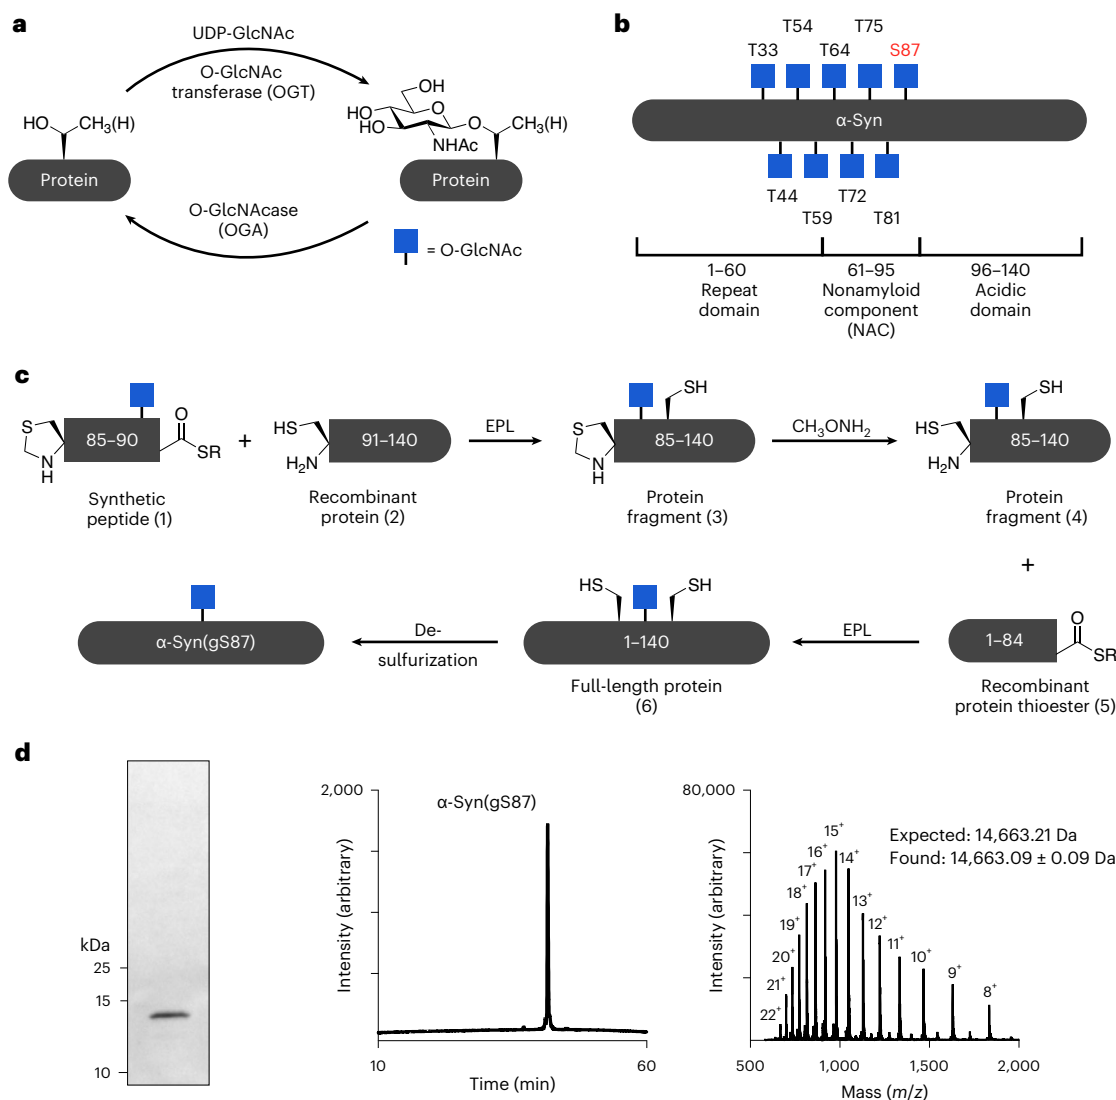 a
UDP-GlcNAc
O-GlcNAc
transferase (OGT)
HO
CH₃(H)
Protein
OH
HO
HO
O
O
NHAc
CH₃(H)
Protein
O-GlcNAcase
(OGA)
= O-GlcNAc
b
T54
T75
T33
T64
S87
α-Syn
T44
T72
T59
T81
1–60
Repeat
domain
61–95
Nonamyloid
component
(NAC)
96–140
Acidic
domain
c
S
N
H
85–90
O
SR
Synthetic
peptide (1)
+
HS
H₂N
91–140
Recombinant
protein (2)
EPL
S
N
H
SH
85–140
Protein
fragment (3)
CH₃ONH₂
HS
H₂N
SH
85–140
Protein
fragment (4)
+
1–84
O
SR
Recombinant
protein thioester (5)
EPL
HS
SH
1–140
Full-length protein
(6)
De-
sulfurization
α-Syn(gS87)
d
kDa
25
15
10
2,000
Intensity (arbitrary)
α-Syn(gS87)
10
60
Time (min)
80,000
Intensity (arbitrary)
Expected: 14,663.21 Da
Found: 14,663.09 ± 0.09 Da
22⁺
21⁺
20⁺
19⁺
18⁺
17⁺
16⁺
15⁺
14⁺
13⁺
12⁺
11⁺
10⁺
9⁺
8⁺
500
1,000
1,500
2,000
Mass (m/z)